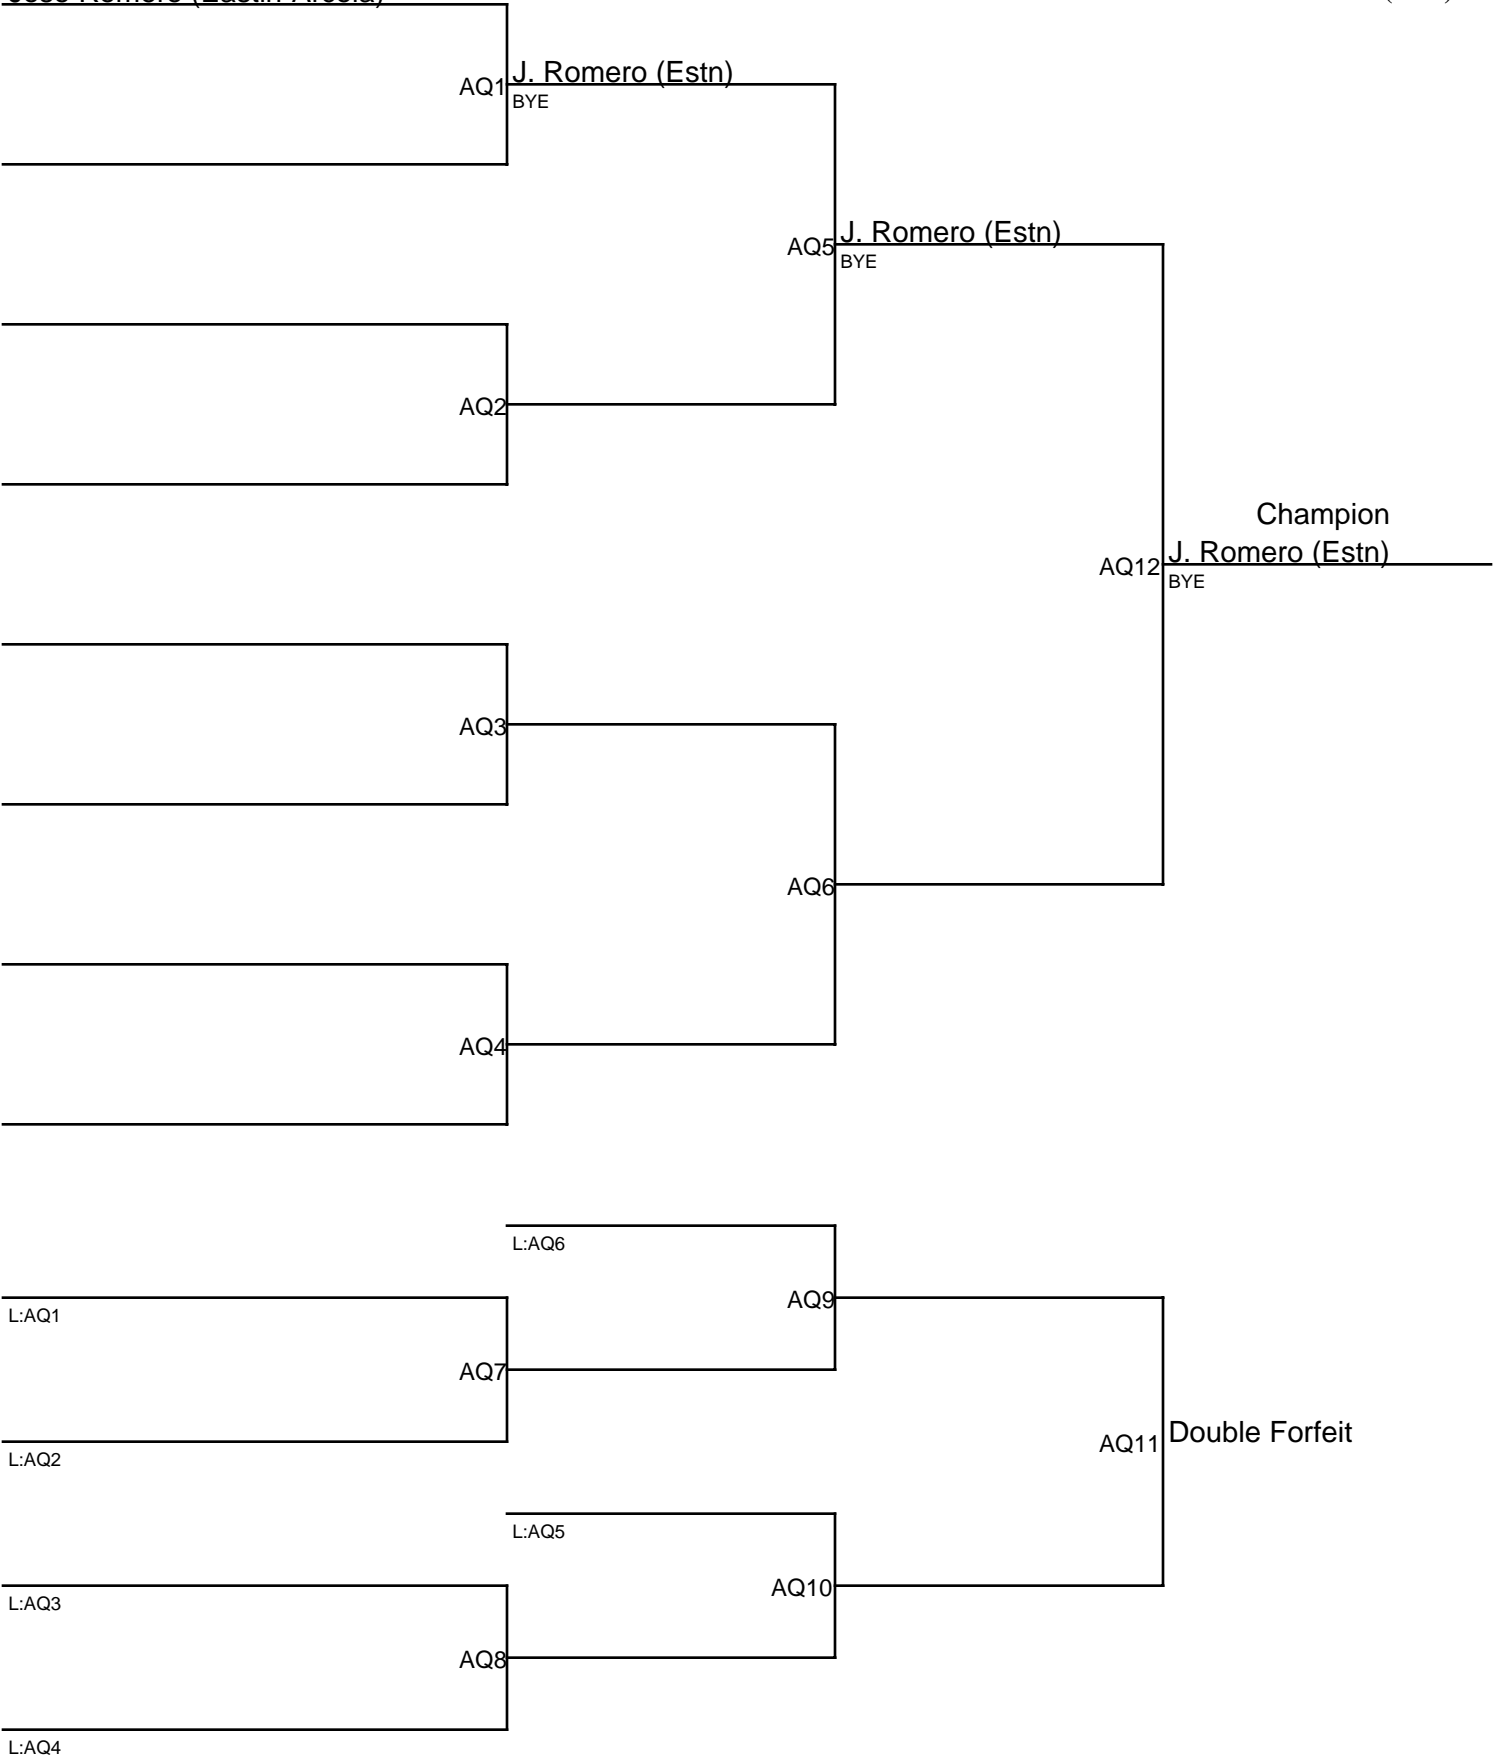 AQ1
J. Romero (Estn)
BYE
AQ5
J. Romero (Estn)
BYE
AQ2
Champion
AQ12
J. Romero (Estn)
BYE
AQ3
AQ6
AQ4
L:AQ6
AQ9
L:AQ1
AQ7
L:AQ2
AQ11
Double Forfeit
L:AQ5
AQ10
L:AQ3
AQ8
L:AQ4